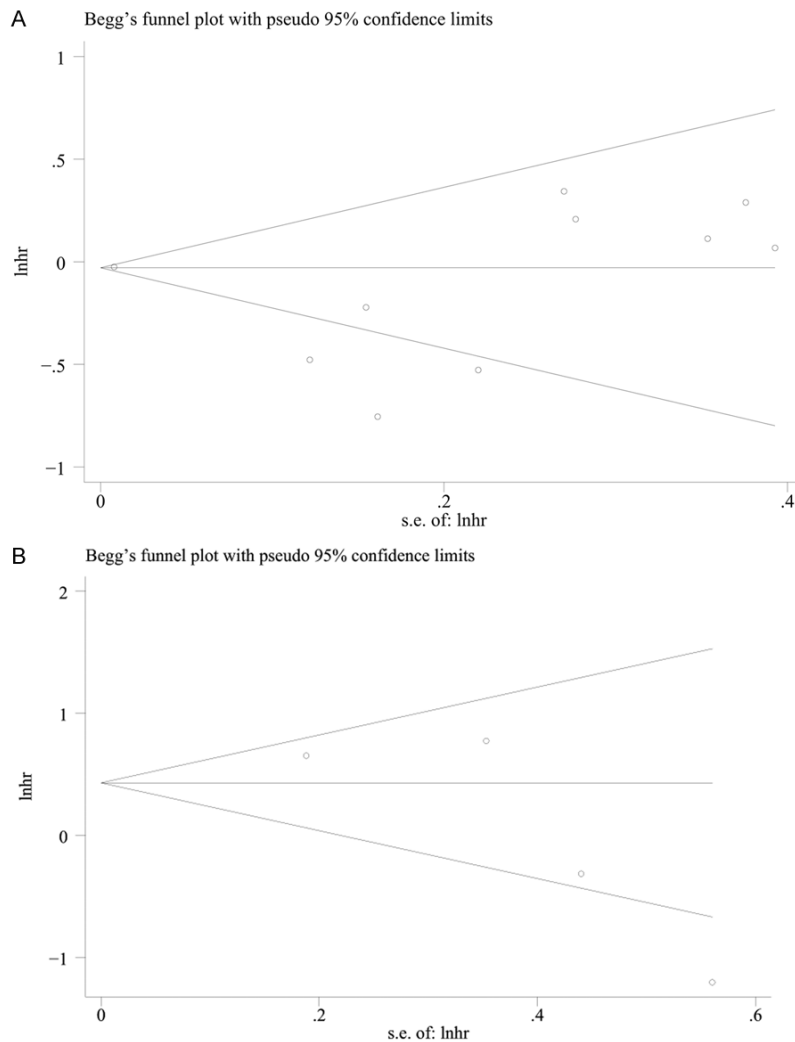 A
Begg's funnel plot with pseudo 95% confidence limits
1
.5
0
−.5
−1
lnhr
0
.2
.4
s.e. of: lnhr
B
Begg's funnel plot with pseudo 95% confidence limits
2
1
0
−1
lnhr
0
.2
.4
.6
s.e. of: lnhr